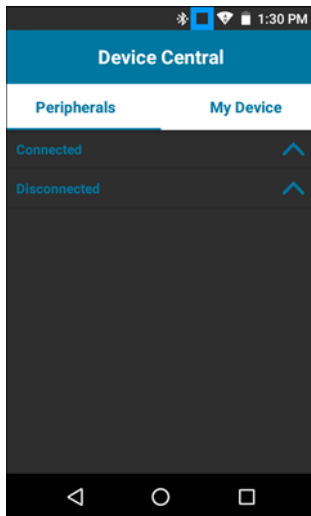 1:30 PM
Device Central
Peripherals
My Device
Connected
Disconnected